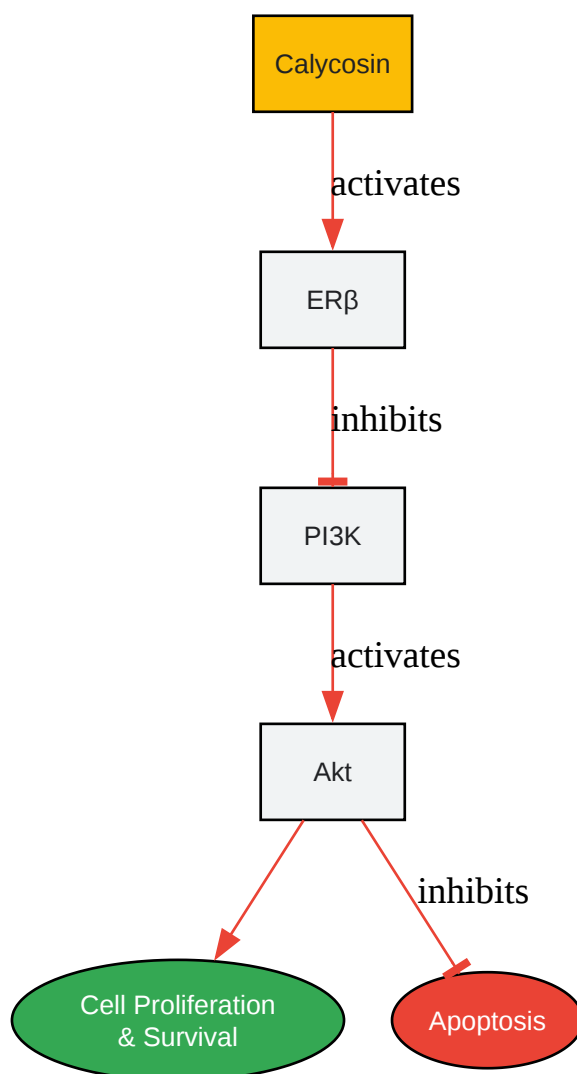 Calycosin
activates
ERβ
inhibits
PI3K
activates
Akt
inhibits
Cell Proliferation
& Survival
Apoptosis